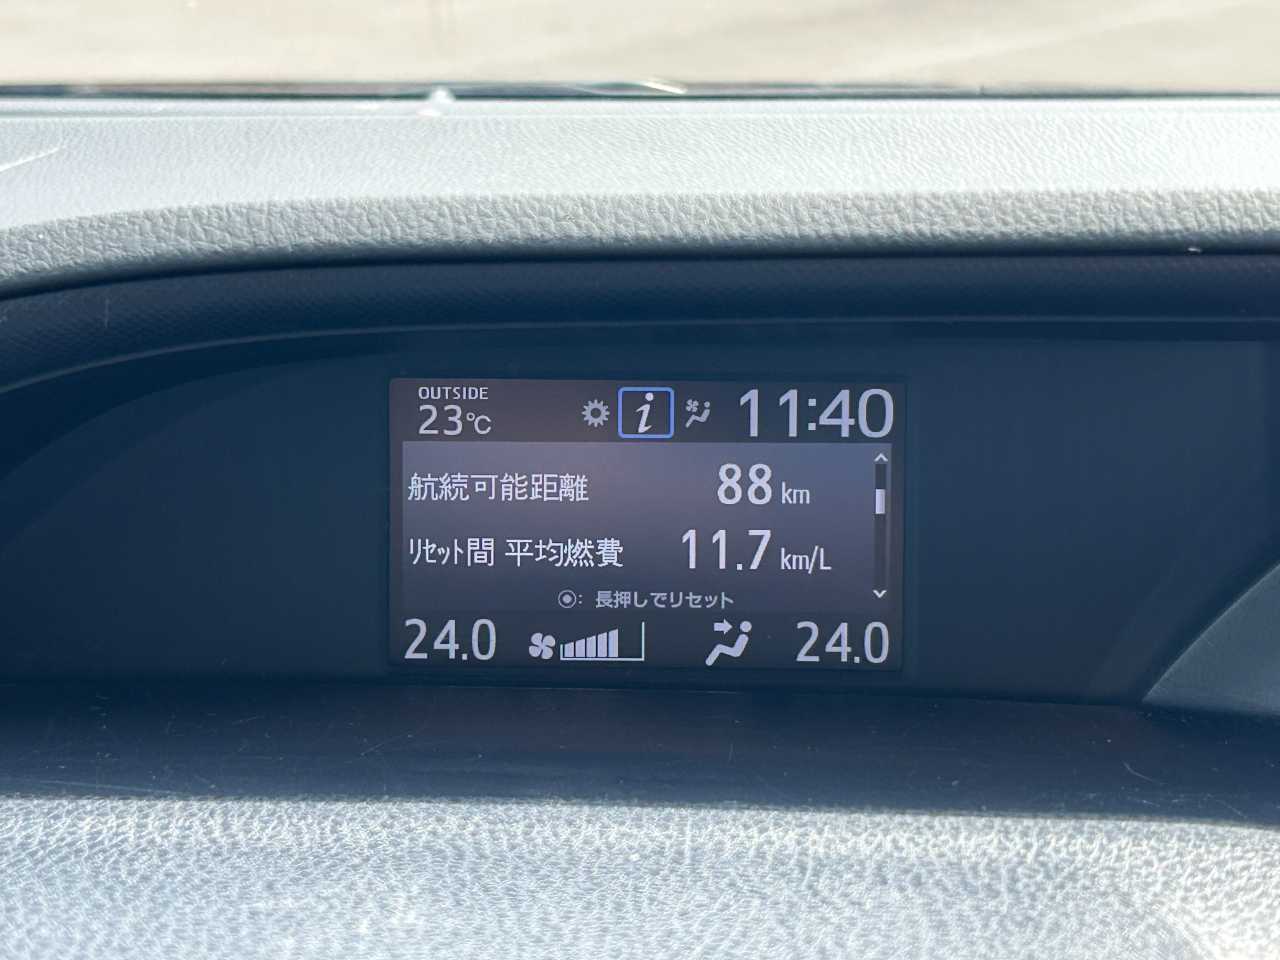 OUTSIDE
23℃ i 11:40
航続可能距離 88 km
ﾘｾｯﾄ間 平均燃費 11.7 km/L
◉: 長押しでリセット
24.0 24.0